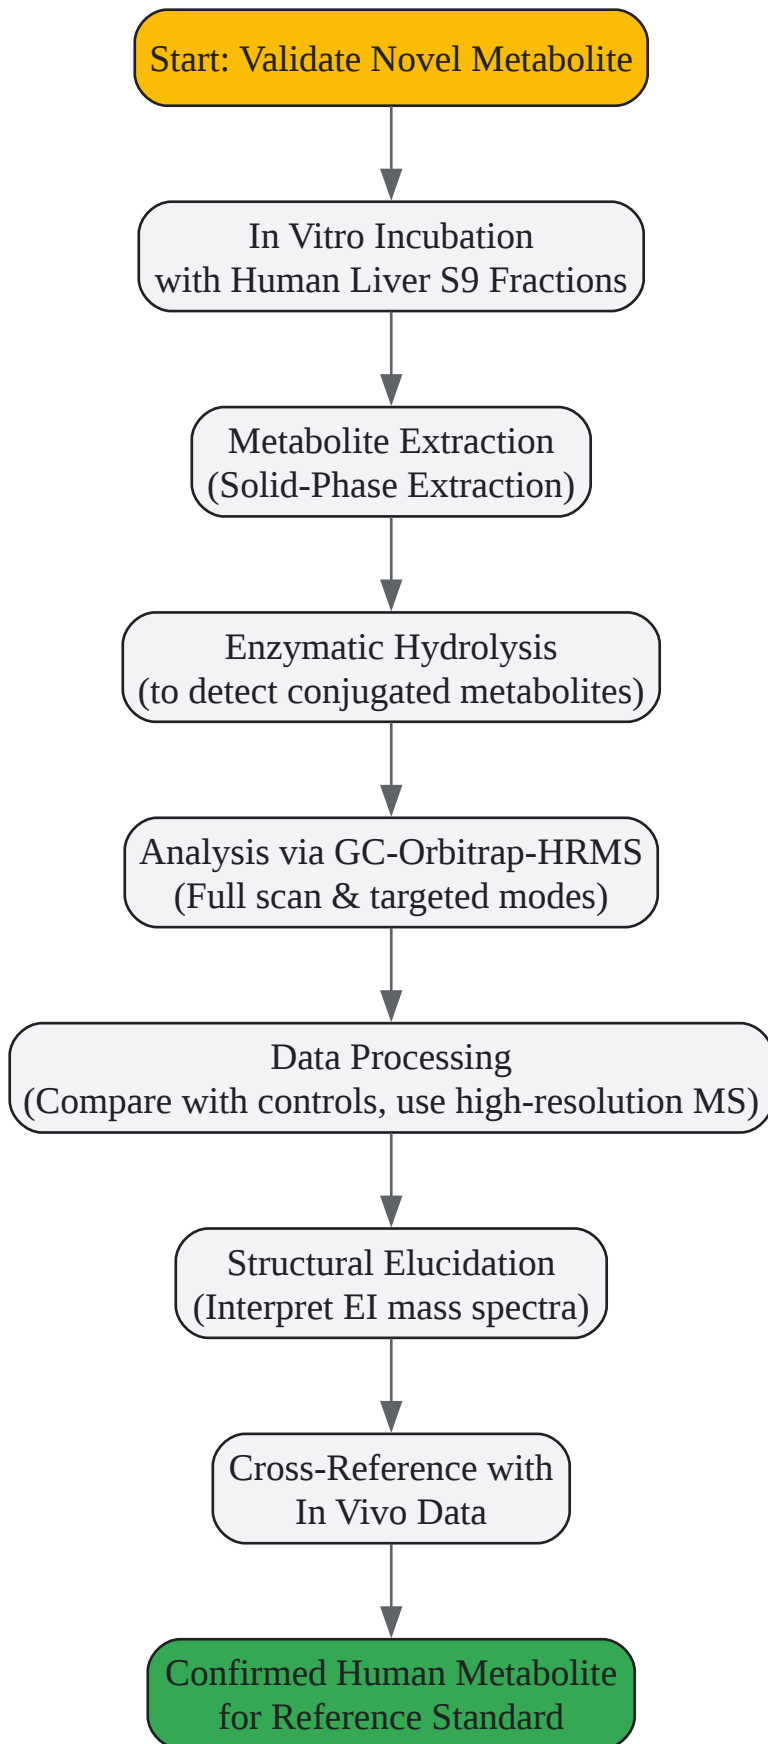 Start: Validate Novel Metabolite
In Vitro Incubation
with Human Liver S9 Fractions
Metabolite Extraction
(Solid-Phase Extraction)
Enzymatic Hydrolysis
(to detect conjugated metabolites)
Analysis via GC-Orbitrap-HRMS
(Full scan & targeted modes)
Data Processing
(Compare with controls, use high-resolution MS)
Structural Elucidation
(Interpret EI mass spectra)
Cross-Reference with
In Vivo Data
Confirmed Human Metabolite
for Reference Standard